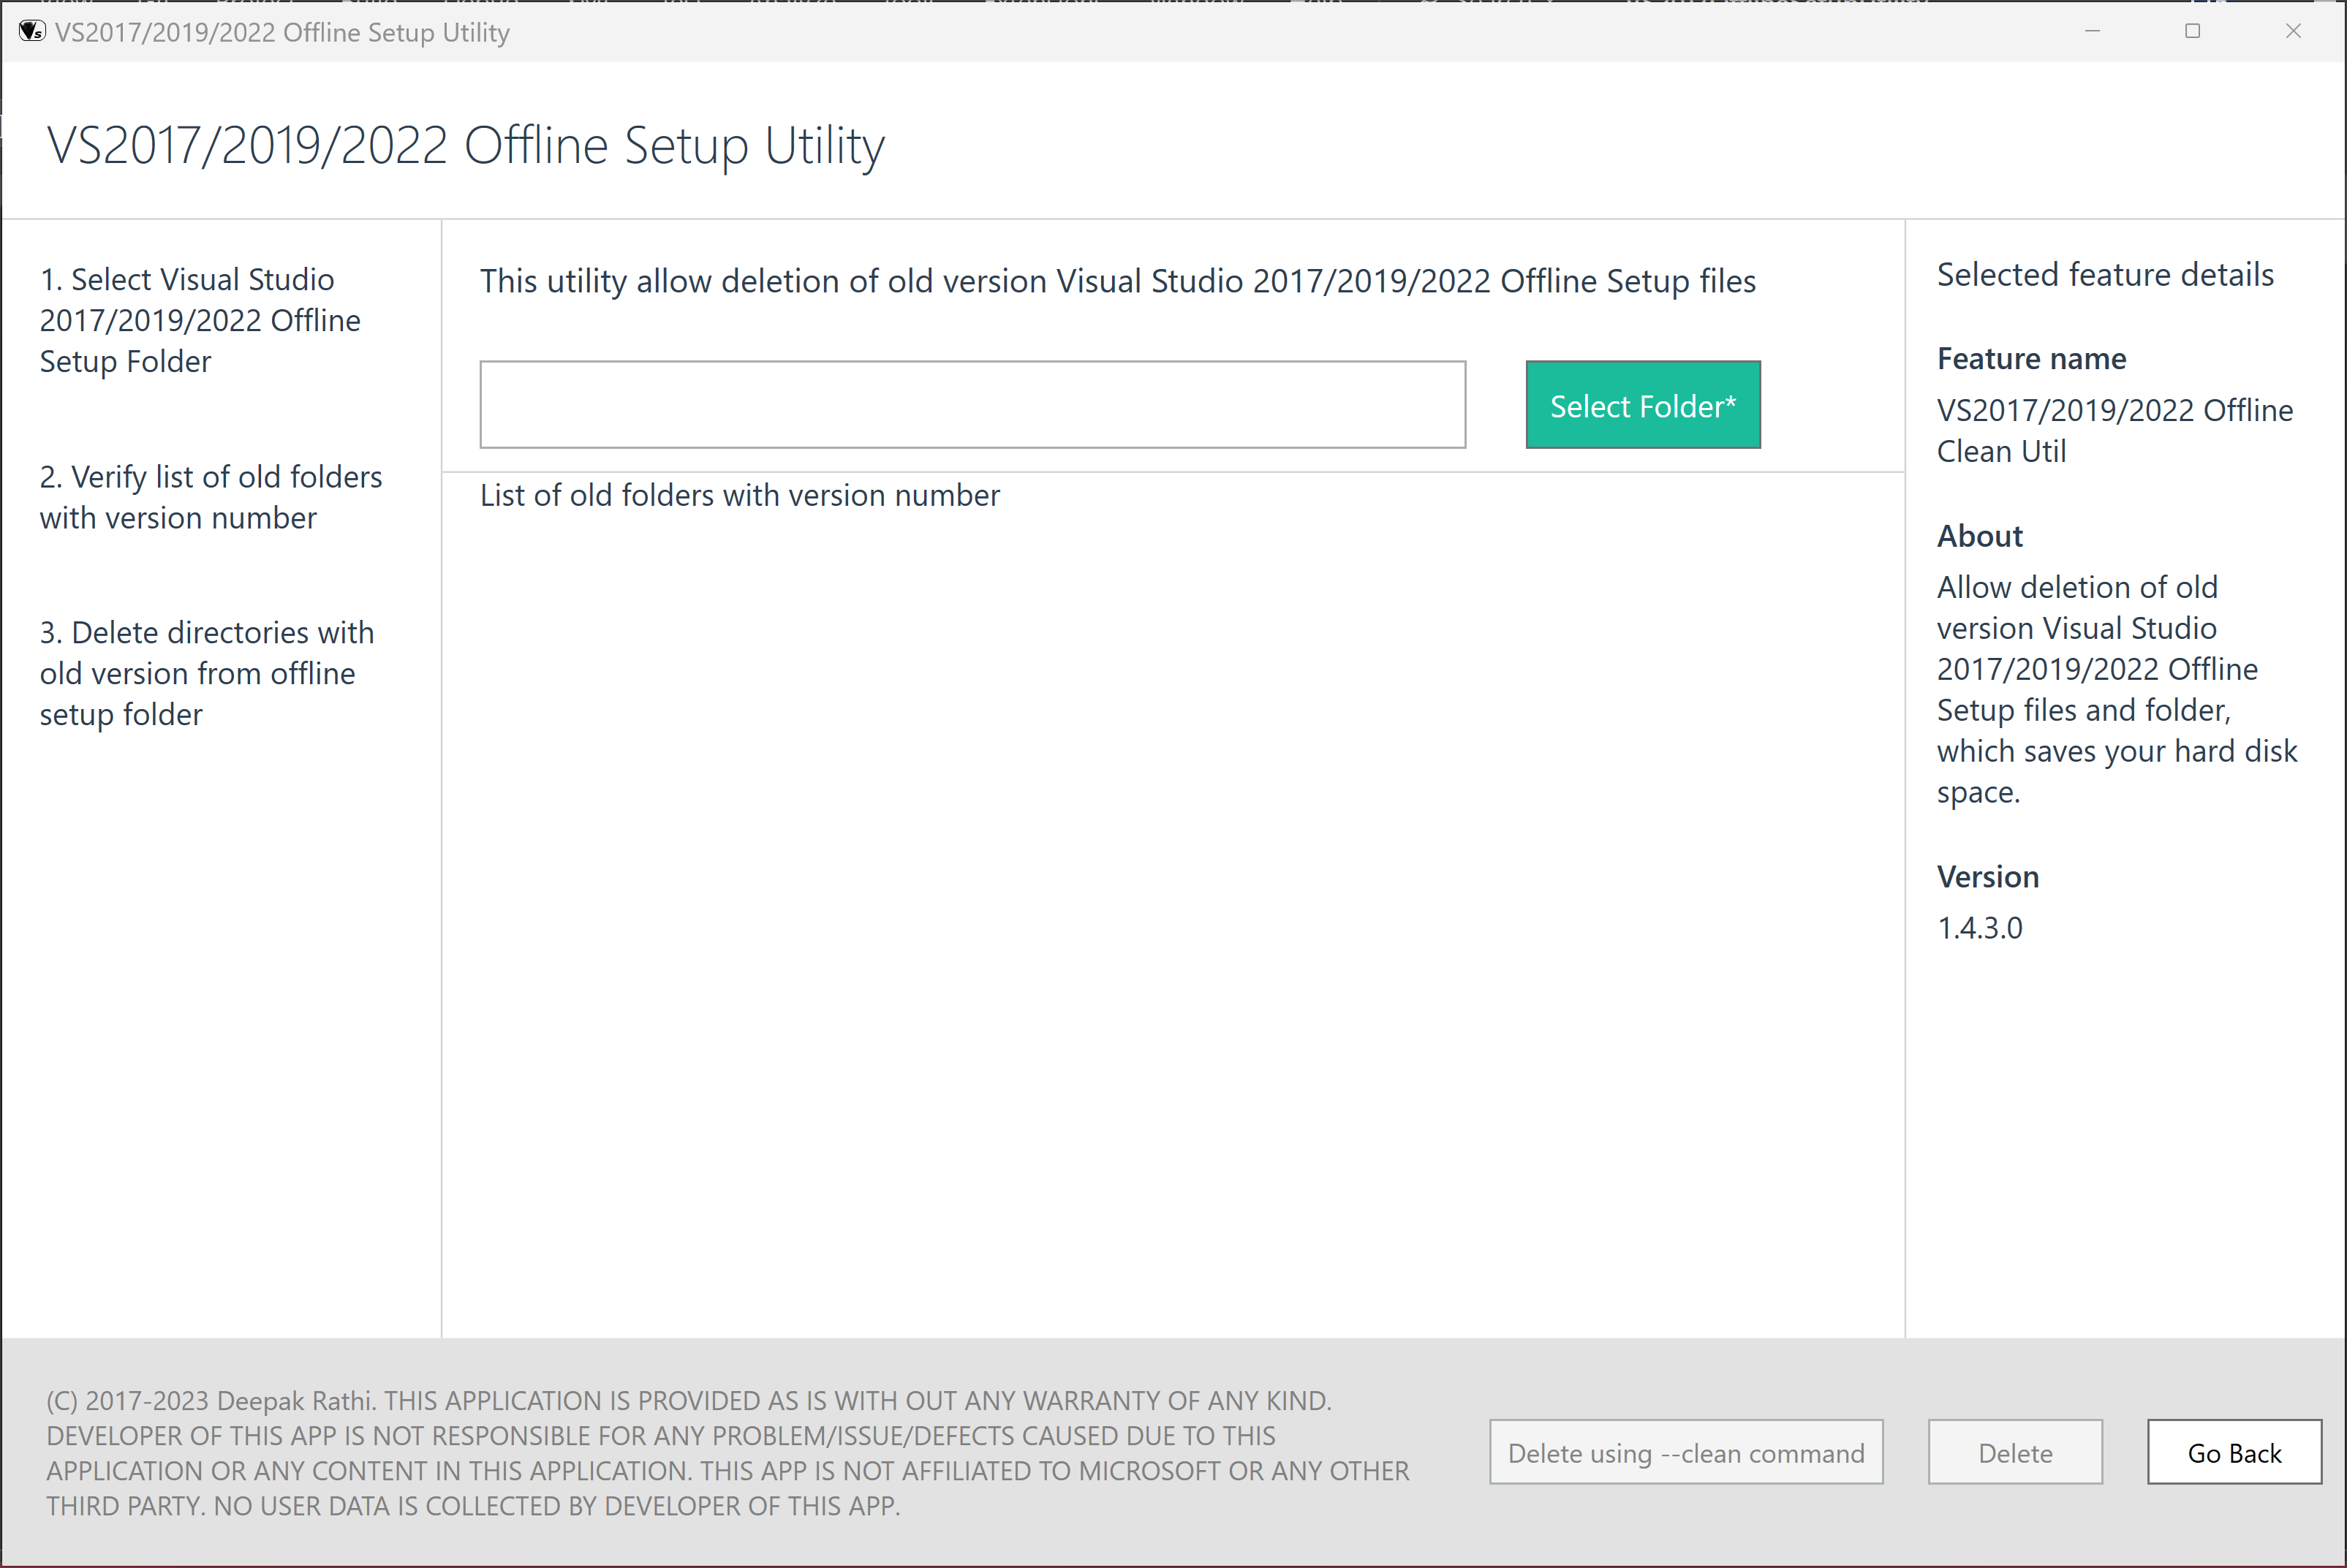 VS2017/2019/2022 Offline Setup Utility
VS2017/2019/2022 Offline Setup Utility
1. Select Visual Studio
2017/2019/2022 Offline
Setup Folder
2. Verify list of old folders
with version number
3. Delete directories with
old version from offline
setup folder
This utility allow deletion of old version Visual Studio 2017/2019/2022 Offline Setup files
Select Folder*
List of old folders with version number
Selected feature details
Feature name
VS2017/2019/2022 Offline
Clean Util
About
Allow deletion of old
version Visual Studio
2017/2019/2022 Offline
Setup files and folder,
which saves your hard disk
space.
Version
1.4.3.0
(C) 2017-2023 Deepak Rathi. THIS APPLICATION IS PROVIDED AS IS WITH OUT ANY WARRANTY OF ANY KIND.
DEVELOPER OF THIS APP IS NOT RESPONSIBLE FOR ANY PROBLEM/ISSUE/DEFECTS CAUSED DUE TO THIS
APPLICATION OR ANY CONTENT IN THIS APPLICATION. THIS APP IS NOT AFFILIATED TO MICROSOFT OR ANY OTHER
THIRD PARTY. NO USER DATA IS COLLECTED BY DEVELOPER OF THIS APP.
Delete using --clean command
Delete
Go Back